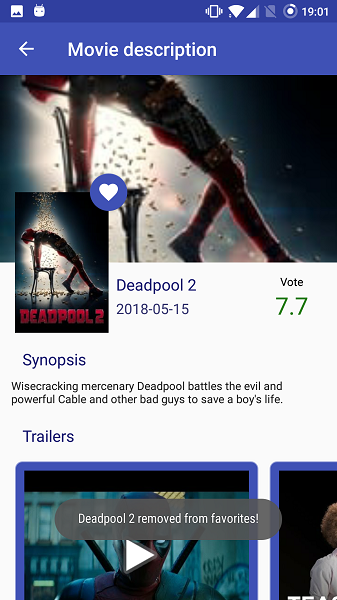 19:01
Movie description
DEADPOOL 2
Deadpool 2
2018-05-15
Vote
7.7
Synopsis
Wisecracking mercenary Deadpool battles the evil and
powerful Cable and other bad guys to save a boy's life.
Trailers
Deadpool 2 removed from favorites!